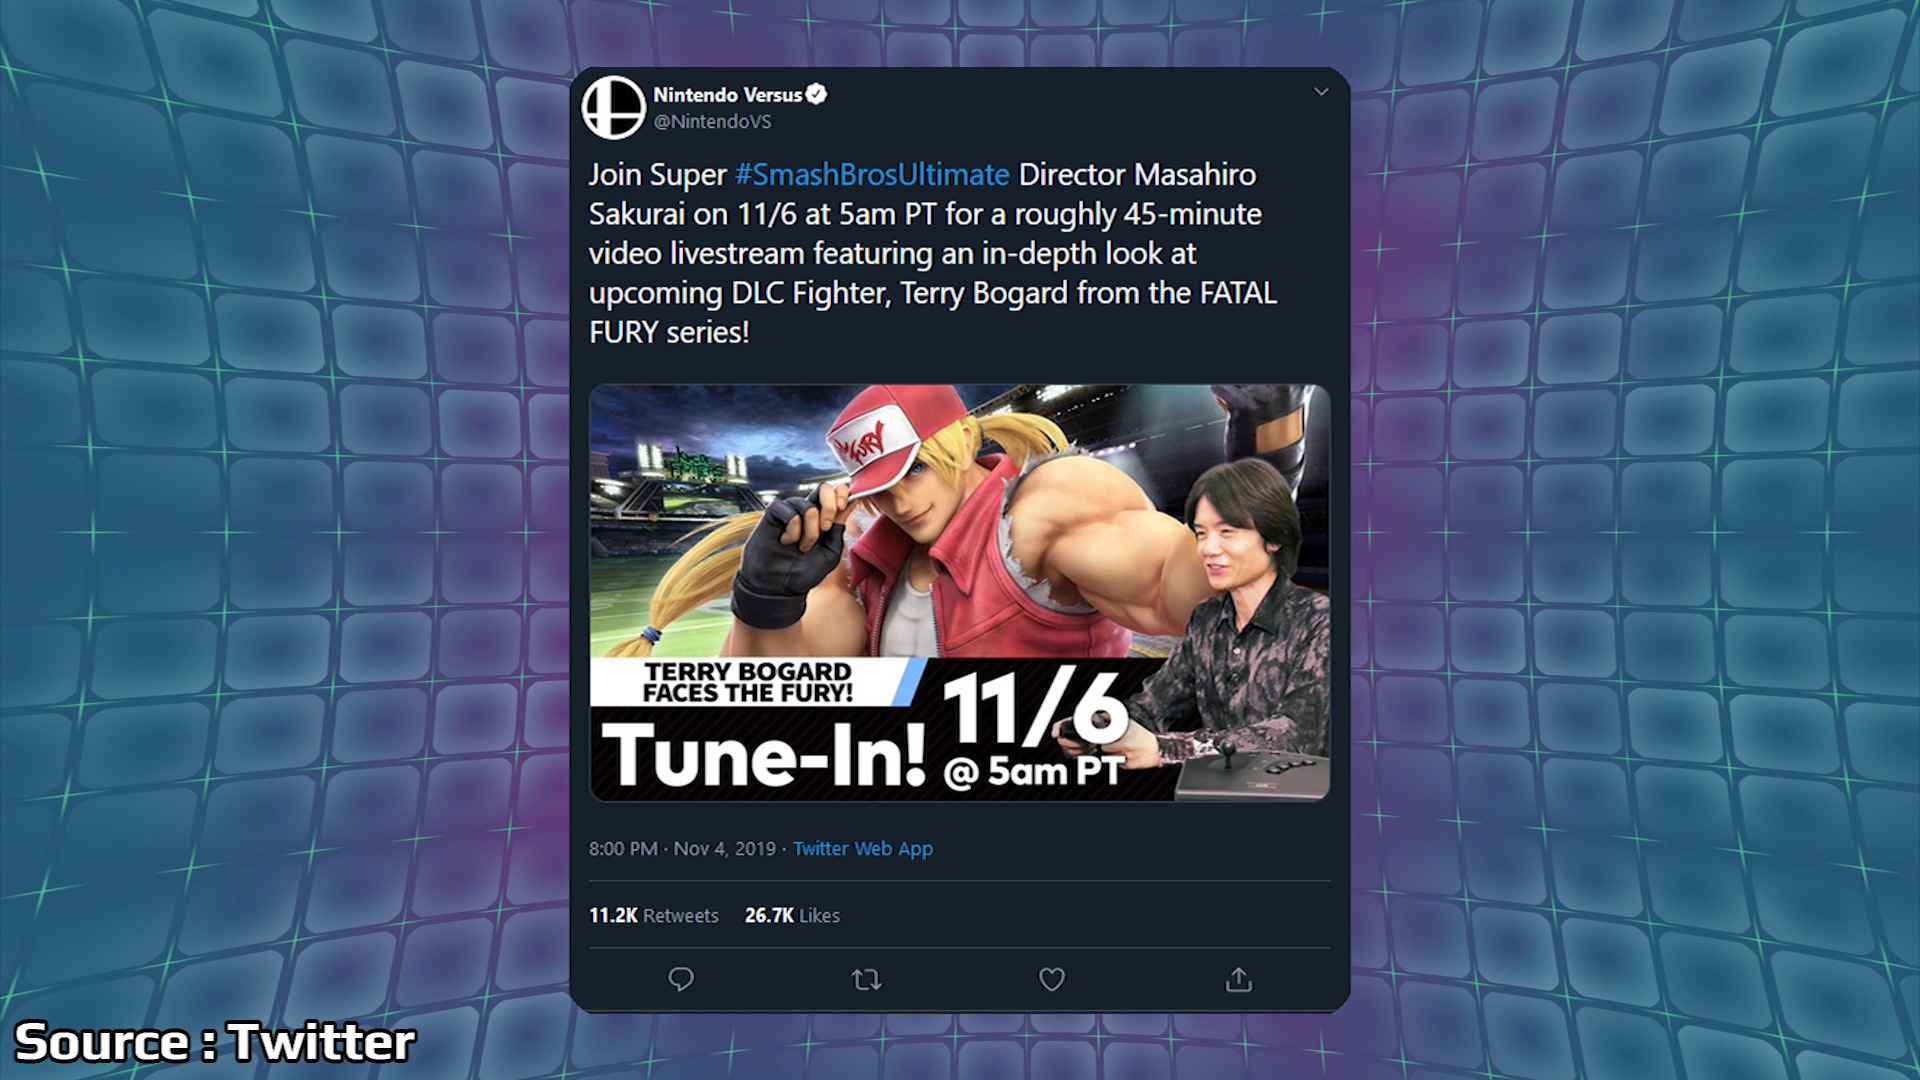 Nintendo Versus
@NintendoVS
Join Super #SmashBrosUltimate Director Masahiro
Sakurai on 11/6 at 5am PT for a roughly 45-minute
video livestream featuring an in-depth look at
upcoming DLC Fighter, Terry Bogard from the FATAL
FURY series!
FURY
TERRY BOGARD
FACES THE FURY!
Tune-In!
11/6
@ 5am PT
8:00 PM · Nov 4, 2019 · Twitter Web App
11.2K Retweets 26.7K Likes
Source : Twitter